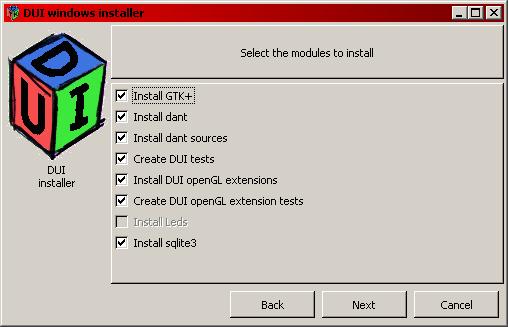 DUI windows installer
D
U
I
DUI
installer
Select the modules to install
Install GTK+
Install dant
Install dant sources
Create DUI tests
Install DUI openGL extensions
Create DUI openGL extension tests
Install Leds
Install sqlite3
Back
Next
Cancel